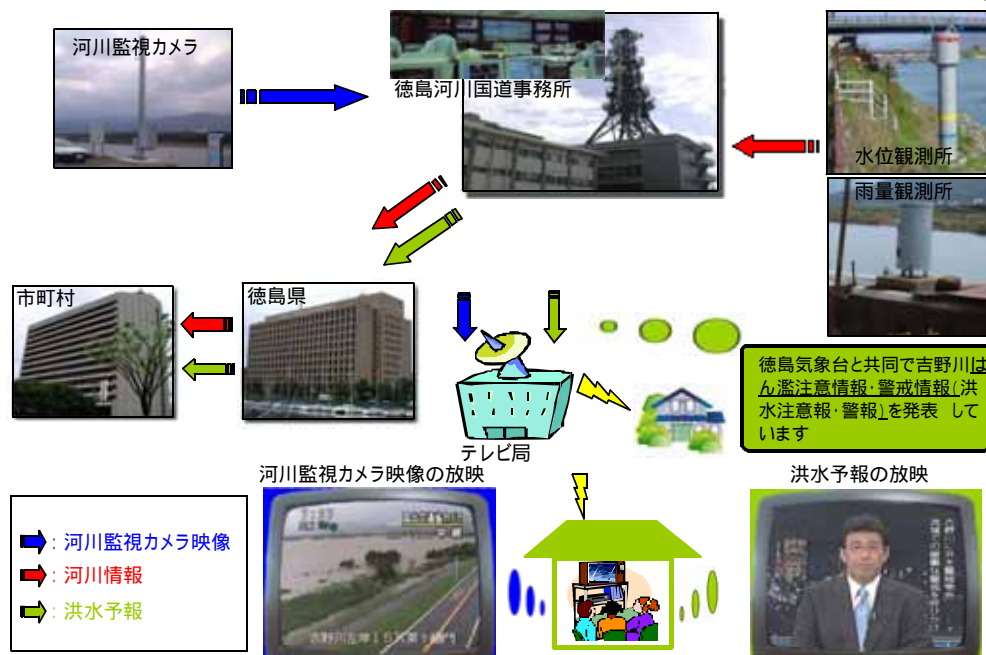 河川監視カメラ
徳島河川国道事務所
水位観測所
雨量観測所
市町村
徳島県
徳島気象台と共同で吉野川は
ん濫注意情報・警戒情報(洪
水注意報・警報)を発表 して
います
テレビ局
河川監視カメラ映像の放映
洪水予報の放映
:河川監視カメラ映像
:河川情報
:洪水予報